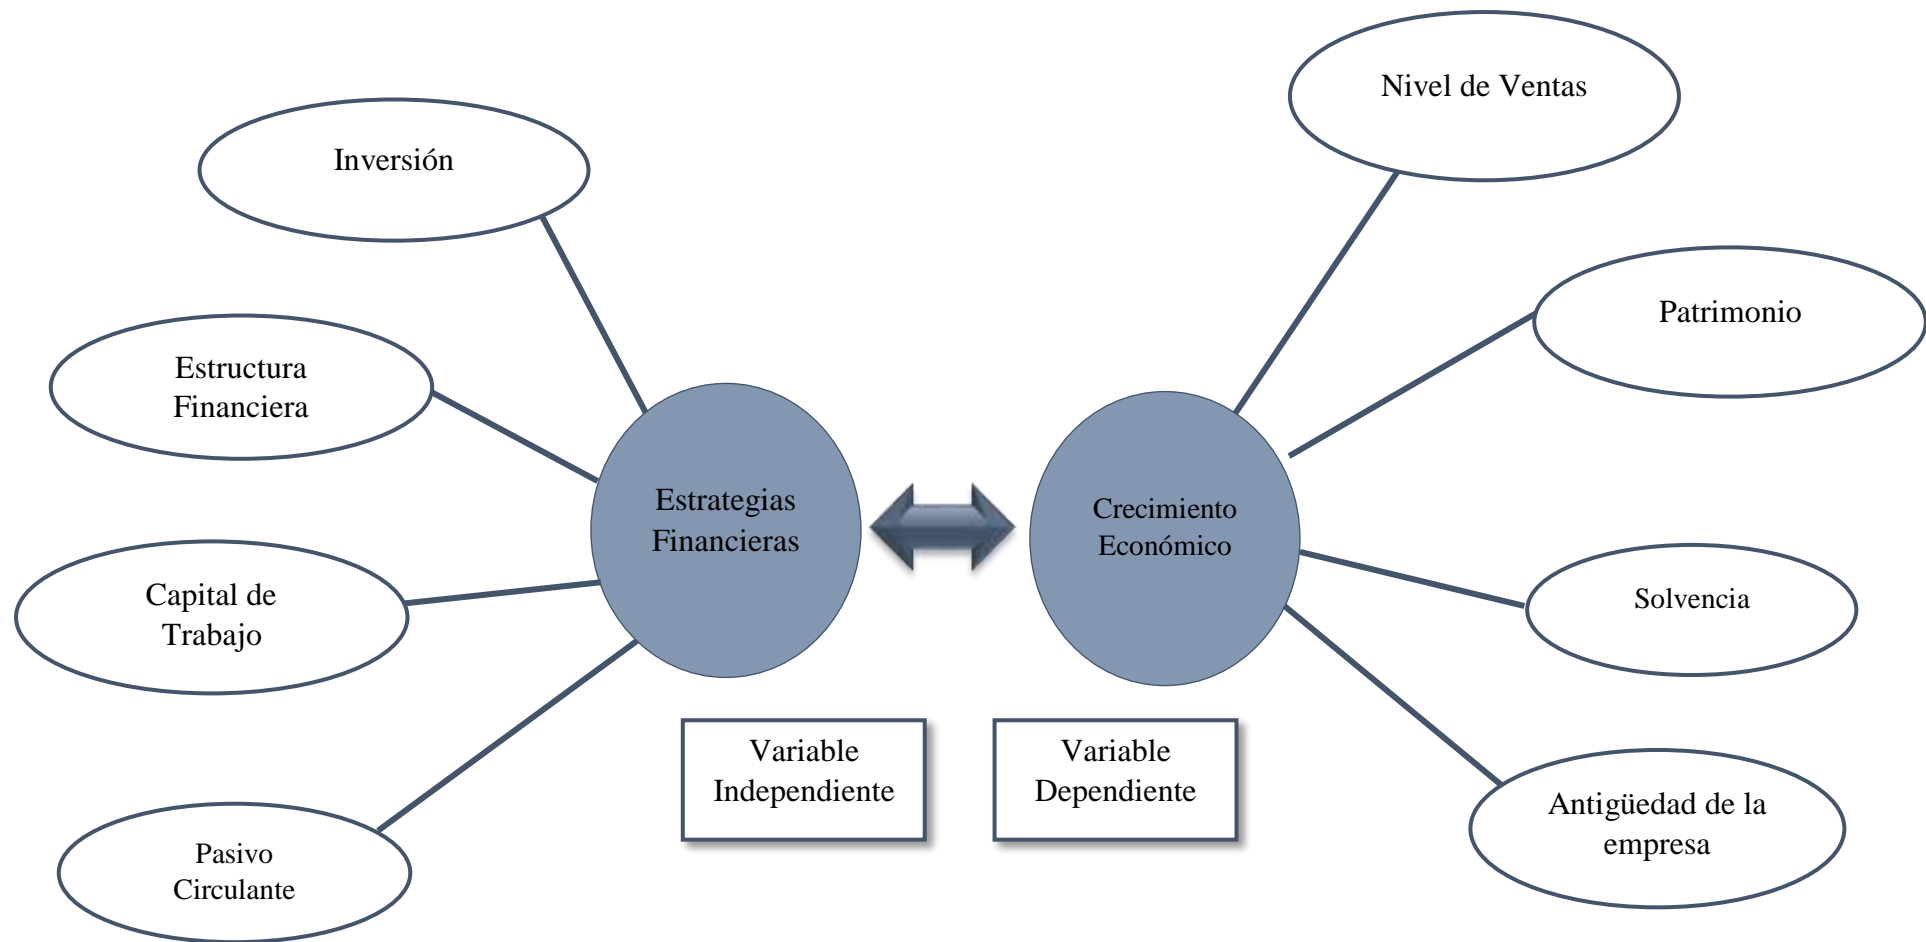 Nivel de Ventas
Inversión
Patrimonio
Estructura
Financiera
Estrategias
Financieras
Crecimiento
Económico
Capital de
Trabajo
Solvencia
Variable
Independiente
Variable
Dependiente
Antigüedad de la
empresa
Pasivo
Circulante